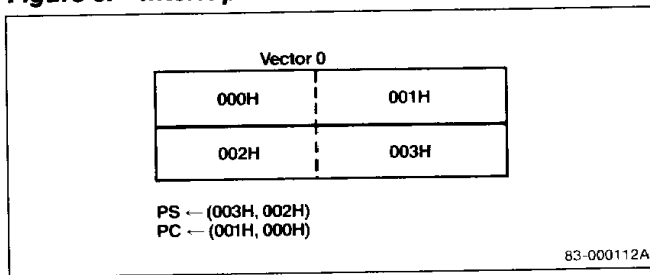 Vector 0
000H 001H
002H 003H
PS ← (003H, 002H)
PC ← (001H, 000H)
83-000112A